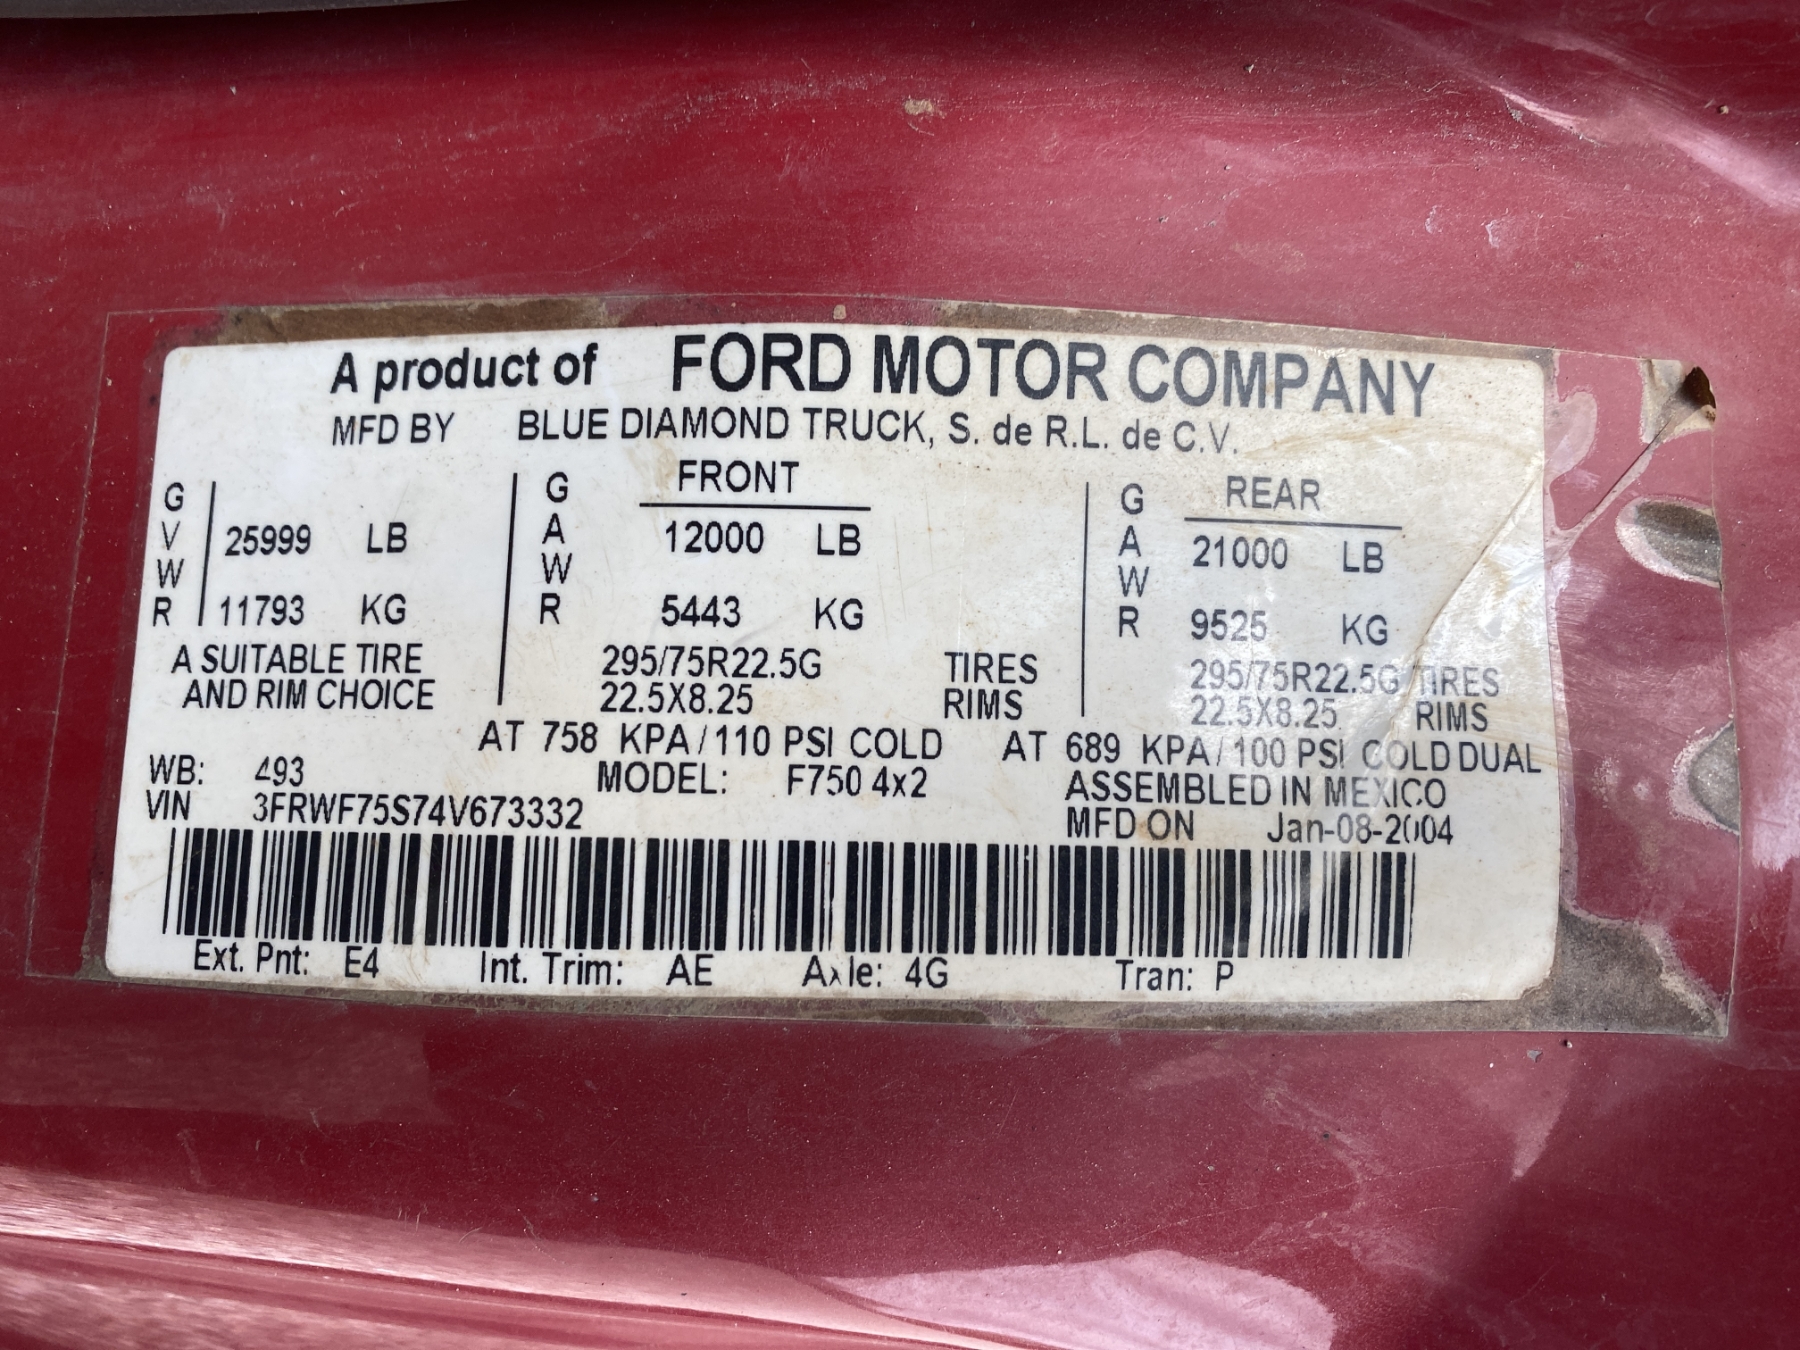 A product of FORD MOTOR COMPANY
MFD BY BLUE DIAMOND TRUCK, S. de R.L. de C.V.
GVWR 25999 LB
11793 KG
A SUITABLE TIRE
AND RIM CHOICE
GAWR FRONT
12000 LB
5443 KG
295/75R22.5G TIRES
22.5X8.25 RIMS
AT 758 KPA/110 PSI COLD
GAWR REAR
21000 LB
9525 KG
295/75R22.5G TIRES
22.5X8.25 RIMS
AT 689 KPA/100 PSI COLD DUAL
WB: 493 MODEL: F750 4x2 ASSEMBLED IN MEXICO
VIN 3FRWF75S74V673332 MFD ON Jan-08-2004
Ext. Pnt: E4 Int. Trim: AE Axle: 4G Tran: P